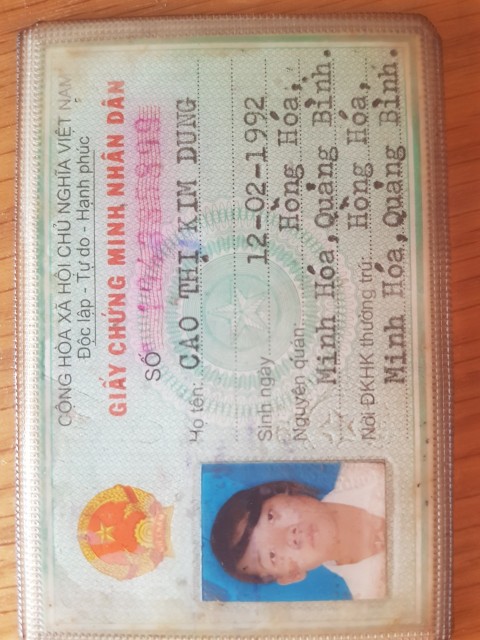 CỘNG HÒA XÃ HỘI CHỦ NGHĨA VIỆT NAM
Độc lập - Tự do - Hạnh phúc
GIẤY CHỨNG MINH NHÂN DÂN
SỐ
Họ tên: CAO THỊ KIM DUNG
Sinh ngày 12-02-1992
Nguyên quán: Hồng Hóa,
Minh Hóa, Quảng Bình.
Nơi ĐKHK thường trú: Hồng Hóa,
Minh Hóa, Quảng Bình.